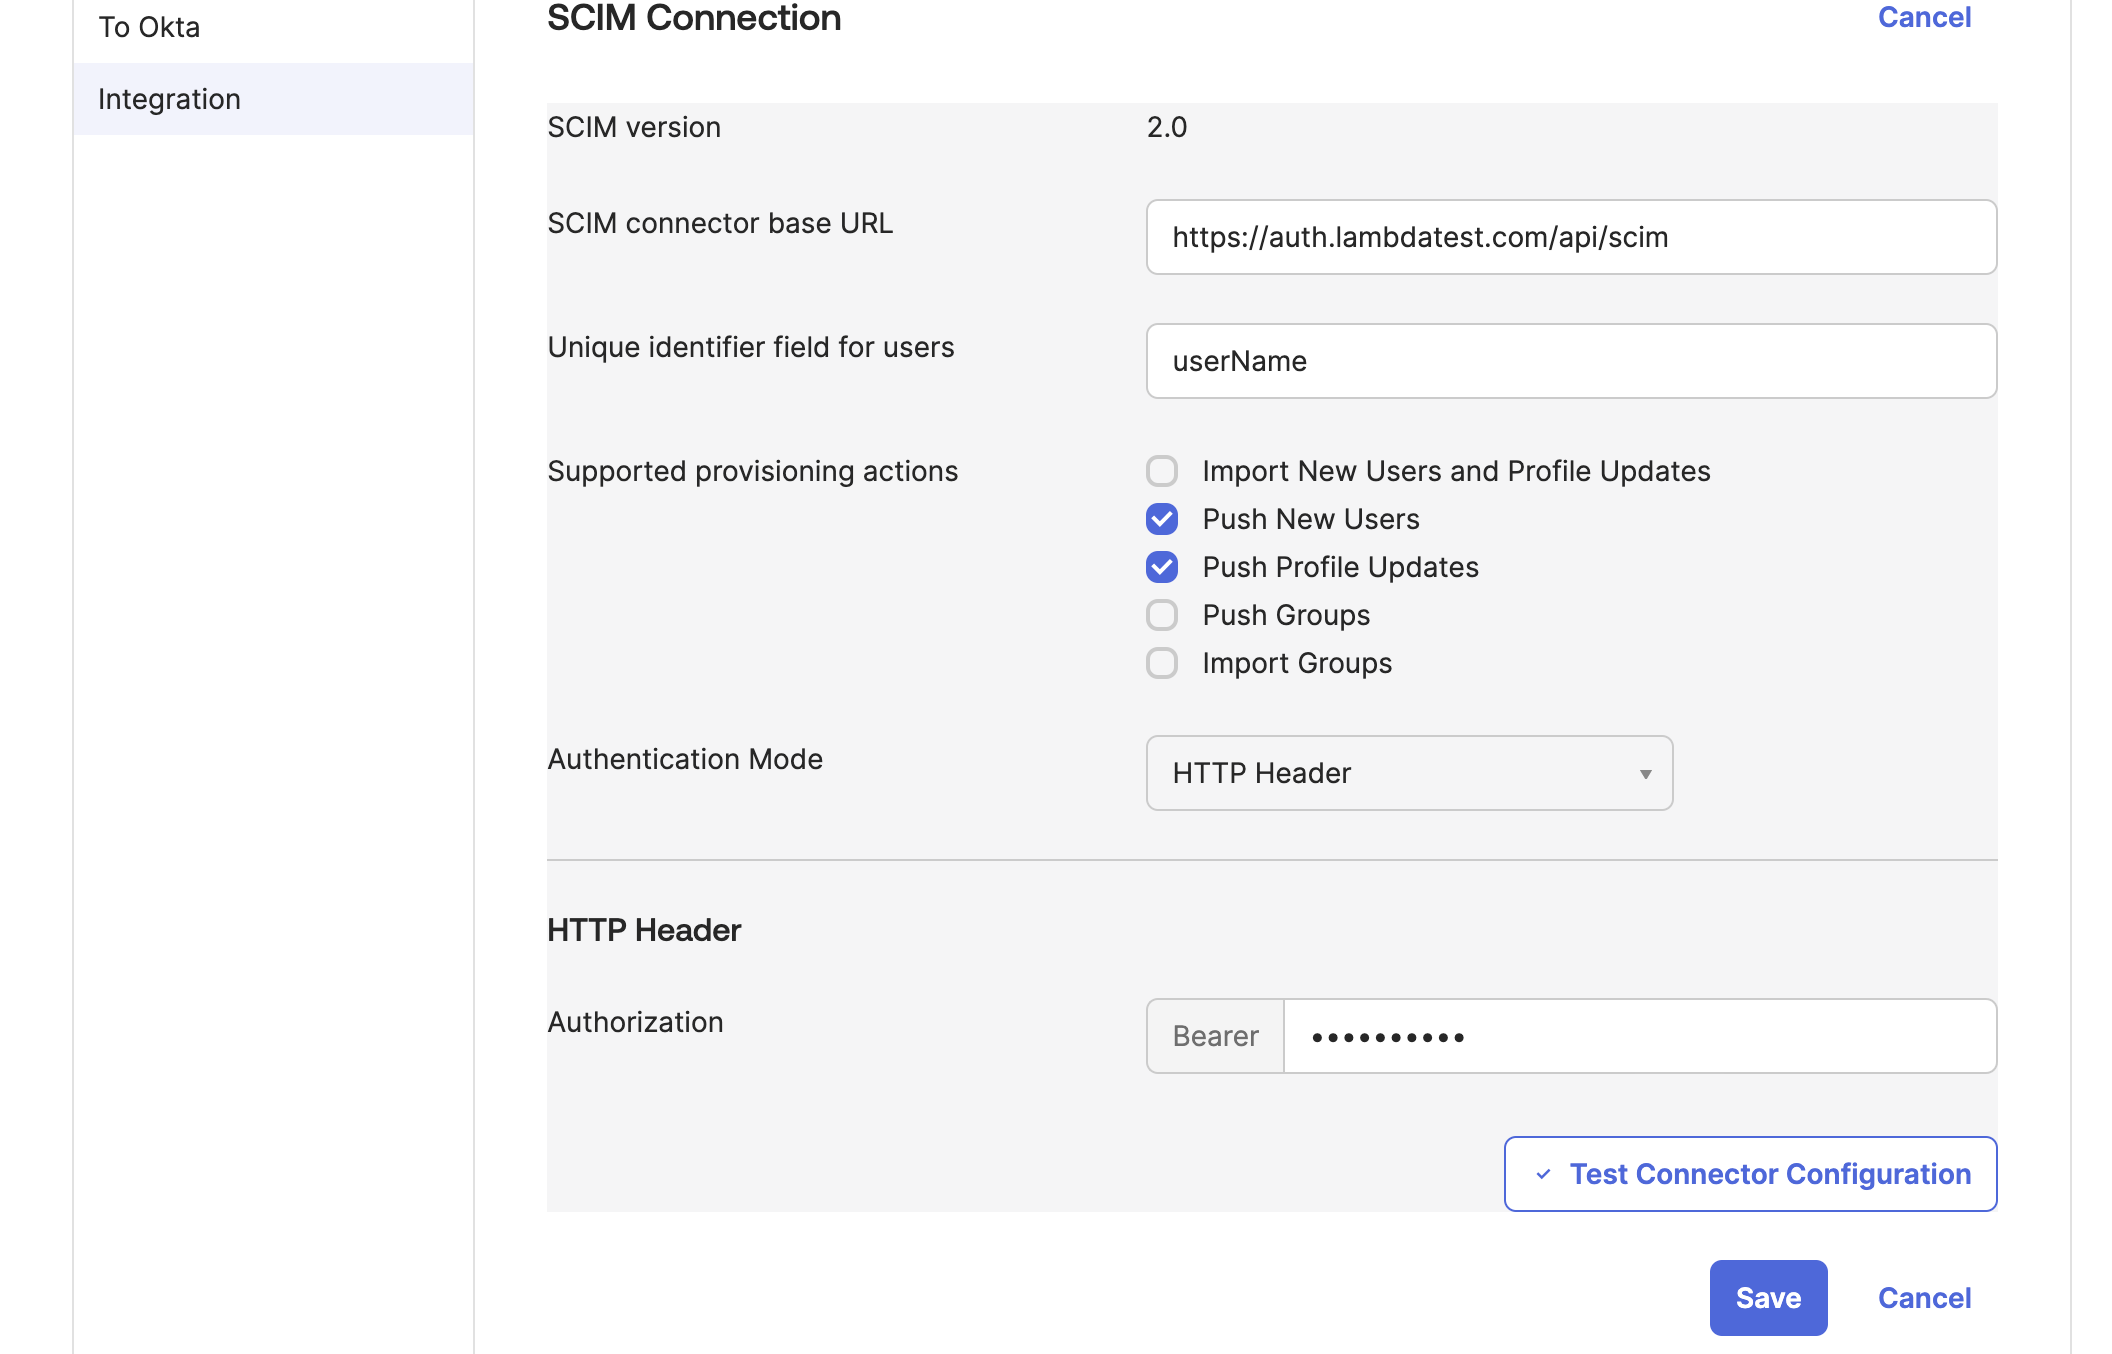 To Okta
Integration
SCIM Connection
Cancel
SCIM version
2.0
SCIM connector base URL
https://auth.lambdatest.com/api/scim
Unique identifier field for users
userName
Supported provisioning actions
Import New Users and Profile Updates
Push New Users
Push Profile Updates
Push Groups
Import Groups
Authentication Mode
HTTP Header
HTTP Header
Authorization
Bearer
••••••••••
Test Connector Configuration
Save
Cancel